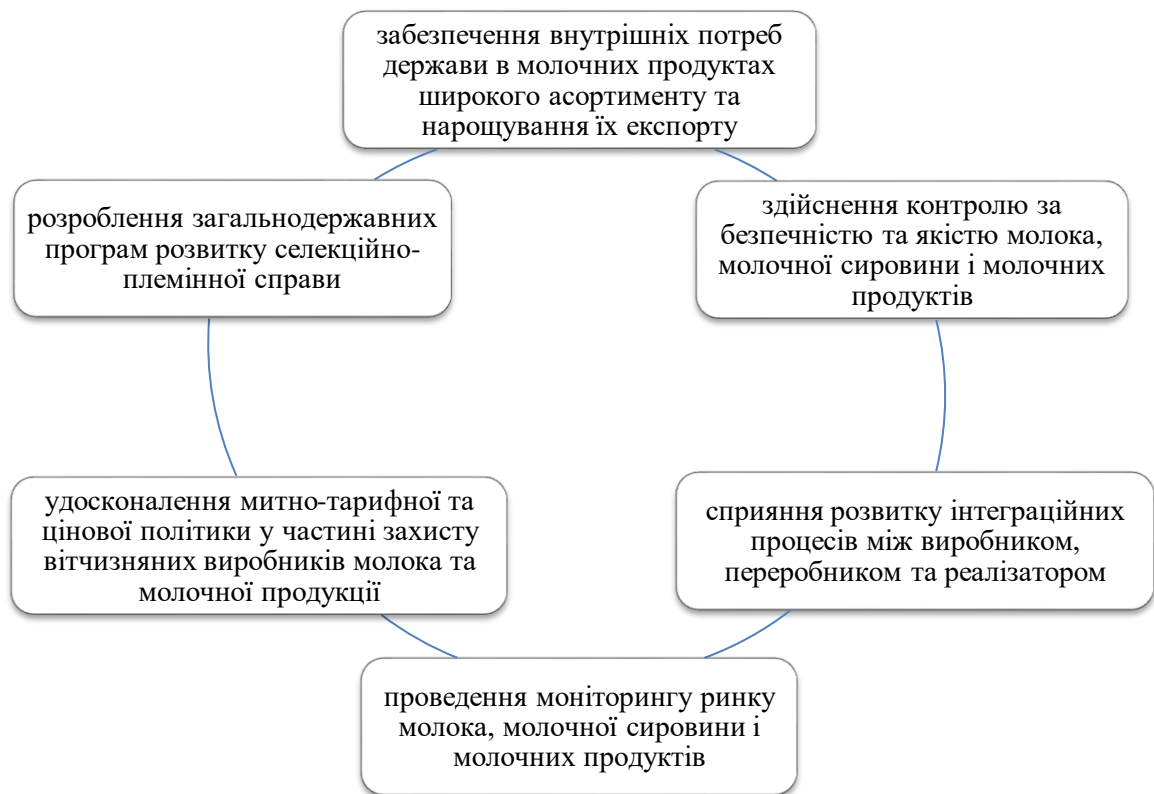 забезпечення внутрішніх потреб
держави в молочних продуктах
широкого асортименту та
нарощування їх експорту
здійснення контролю за
безпечністю та якістю молока,
молочної сировини і молочних
продуктів
сприяння розвитку інтеграційних
процесів між виробником,
переробником та реалізатором
проведення моніторингу ринку
молока, молочної сировини і
молочних продуктів
удосконалення митно-тарифної та
цінової політики у частині захисту
вітчизняних виробників молока та
молочної продукції
розроблення загальнодержавних
програм розвитку селекційно-
племінної справи